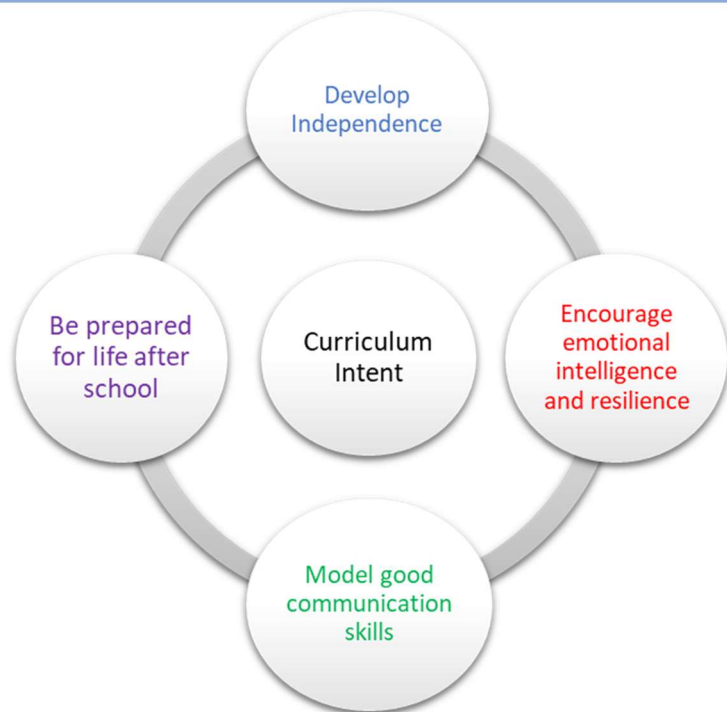 Develop
Independence
Encourage
emotional
intelligence
and resilience
Model good
communication
skills
Be prepared
for life after
school
Curriculum
Intent